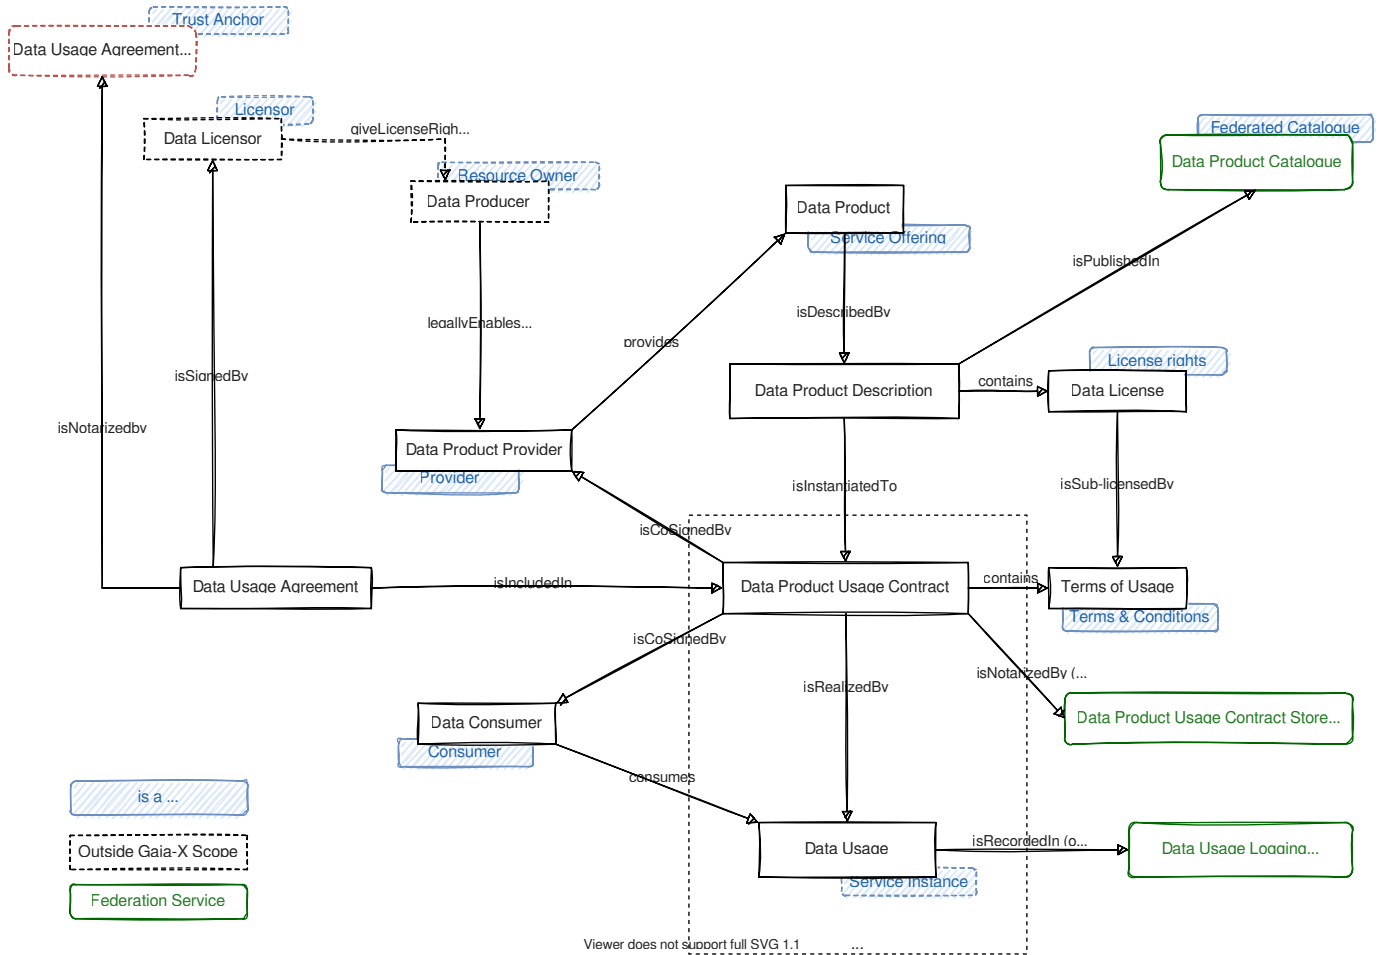 Trust Anchor
Data Usage Agreement...
Licensor
Data Licensor
giveLicenseRigh...
Resource Owner
Data Producer
Federated Catalogue
Data Product Catalogue
Data Product
Service Offering
isPublishedIn
isDescribedBy
legallyEnables...
provides
License rights
isSignedBy
Data Product Description
contains
Data License
isNotarizedby
Data Product Provider
Provider
isInstantiatedTo
isSub-licensedBy
isCoSignedBy
Data Usage Agreement
isIncludedIn
Data Product Usage Contract
contains
Terms of Usage
Terms & Conditions
isCoSignedBy
isRealizedBy
isNotarizedBy (...
Data Consumer
Consumer
Data Product Usage Contract Store...
consumes
is a ...
Outside Gaia-X Scope
Data Usage
isRecordedIn (o...
Data Usage Logging...
Service Instance
Federation Service
Viewer does not support full SVG 1.1
...